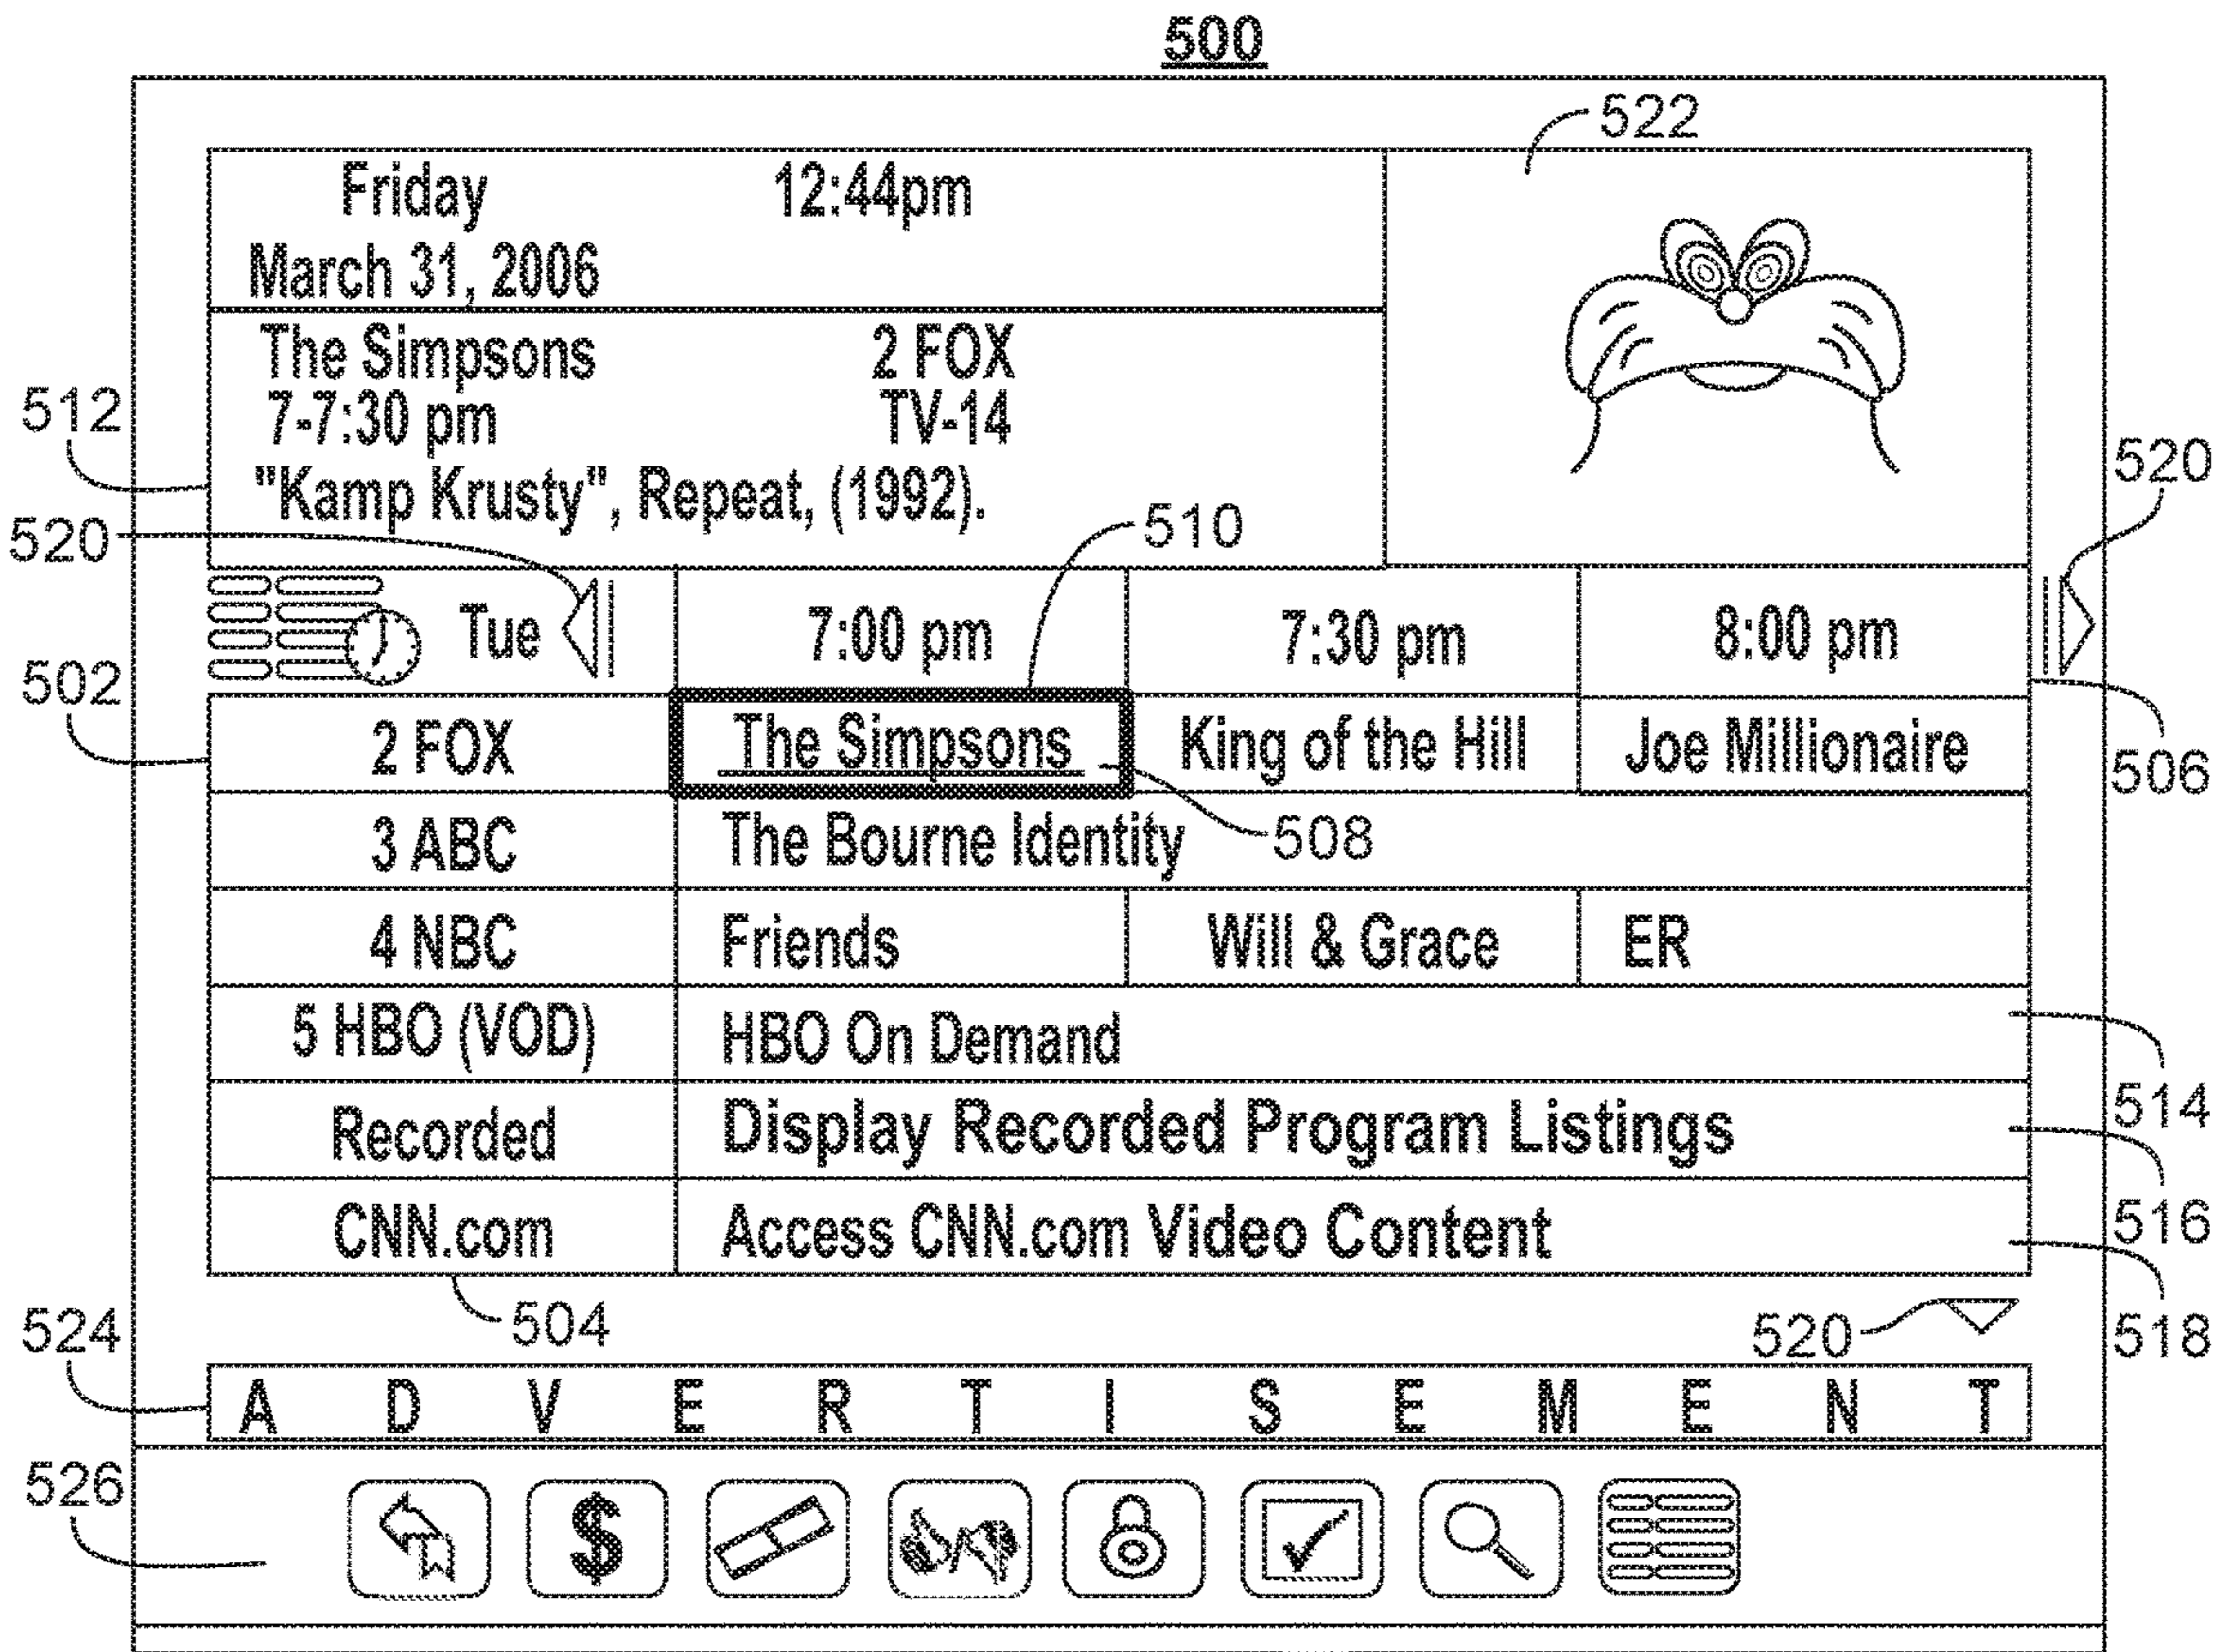 500
522
Friday 12:44pm
March 31, 2006
The Simpsons 2 FOX
512
7-7:30 pm TV-14
520
"Kamp Krusty", Repeat, (1992).
510
520
Tue 7:00 pm 7:30 pm 8:00 pm
502
2 FOX The Simpsons King of the Hill Joe Millionaire
506
3 ABC The Bourne Identity 508
4 NBC Friends Will & Grace ER
5 HBO (VOD) HBO On Demand
514
Recorded Display Recorded Program Listings
516
CNN.com Access CNN.com Video Content
504
524
520
518
A D V E R T I S E M E N T
526
$